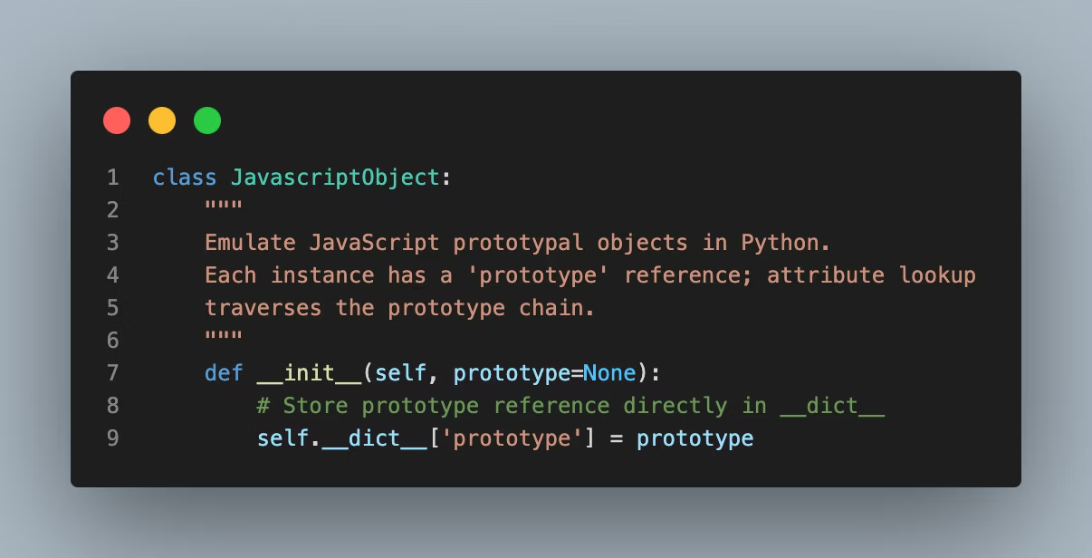 1 class JavascriptObject:
2     """
3     Emulate JavaScript prototypal objects in Python.
4     Each instance has a 'prototype' reference; attribute lookup
5     traverses the prototype chain.
6     """
7     def __init__(self, prototype=None):
8         # Store prototype reference directly in __dict__
9         self.__dict__['prototype'] = prototype